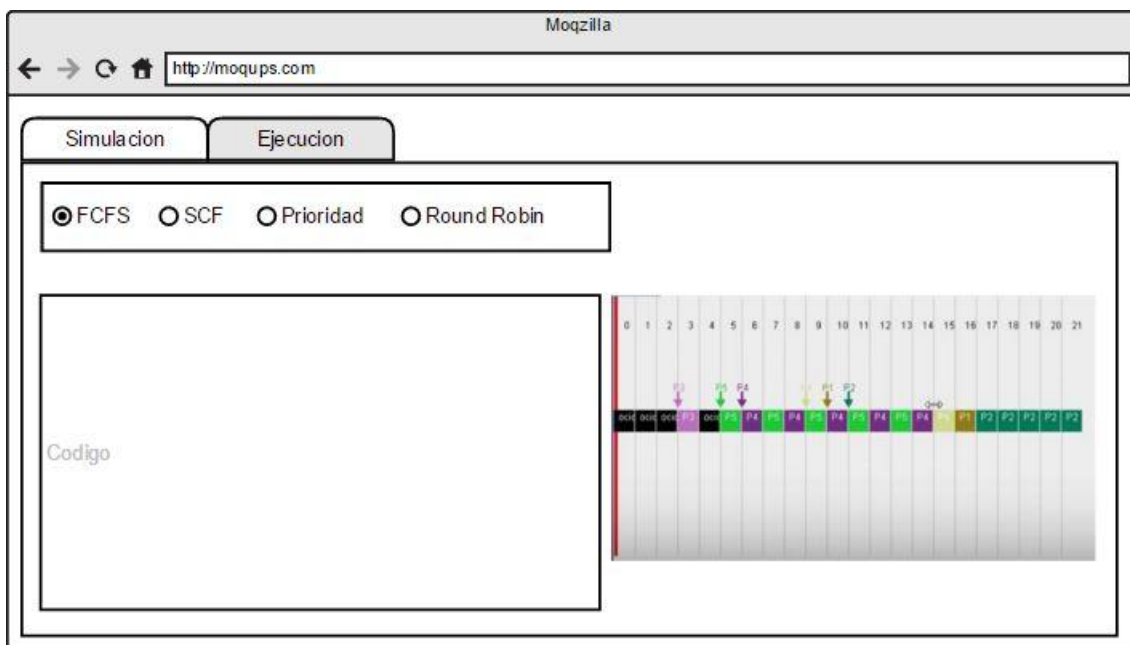 Moqzilla
http://moqups.com
Simulacion Ejecucion
FCFS SCF Prioridad Round Robin
0 1 2 3 4 5 6 7 8 9 10 11 12 13 14 15 16 17 18 19 20 21
P3 P5 P4 P1 P2
P3 P5 P4 P5 P4 P5 P4 P5 P4 P5 P4 P1 P2 P2 P2 P2 P2
Codigo